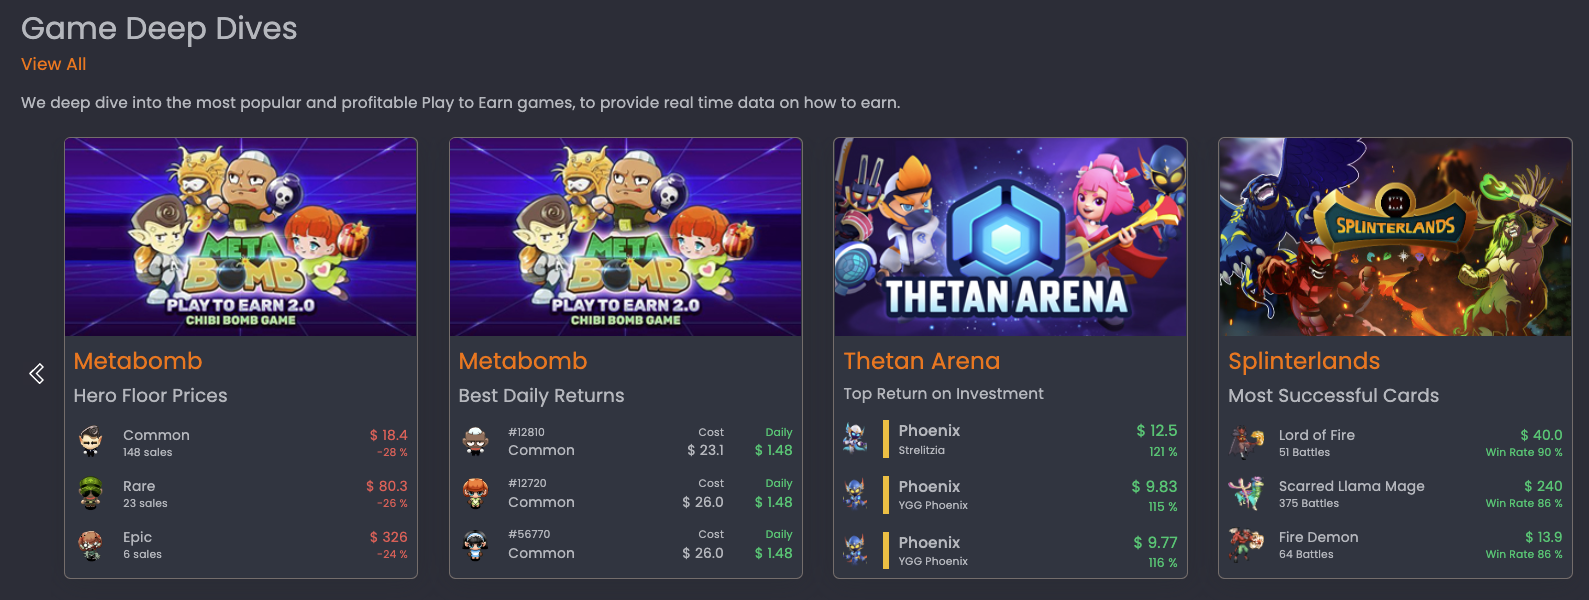 Game Deep Dives
View All
We deep dive into the most popular and profitable Play to Earn games, to provide real time data on how to earn.
META
BOMB
PLAY TO EARN 2.0
CHIBI BOMB GAME
Metabomb
Hero Floor Prices
Common $ 18.4
148 sales -28 %
Rare $ 80.3
23 sales -26 %
Epic $ 326
6 sales -24 %
META
BOMB
PLAY TO EARN 2.0
CHIBI BOMB GAME
Metabomb
Best Daily Returns
#12810 Cost Daily
Common $ 23.1 $ 1.48
#12720 Cost Daily
Common $ 26.0 $ 1.48
#56770 Cost Daily
Common $ 26.0 $ 1.48
THETAN ARENA
Thetan Arena
Top Return on Investment
Phoenix $ 12.5
Strelitzia 121 %
Phoenix $ 9.83
YGG Phoenix 115 %
Phoenix $ 9.77
YGG Phoenix 116 %
SPLINTERLANDS
Splinterlands
Most Successful Cards
Lord of Fire $ 40.0
51 Battles Win Rate 90 %
Scarred Llama Mage $ 240
375 Battles Win Rate 86 %
Fire Demon $ 13.9
64 Battles Win Rate 86 %